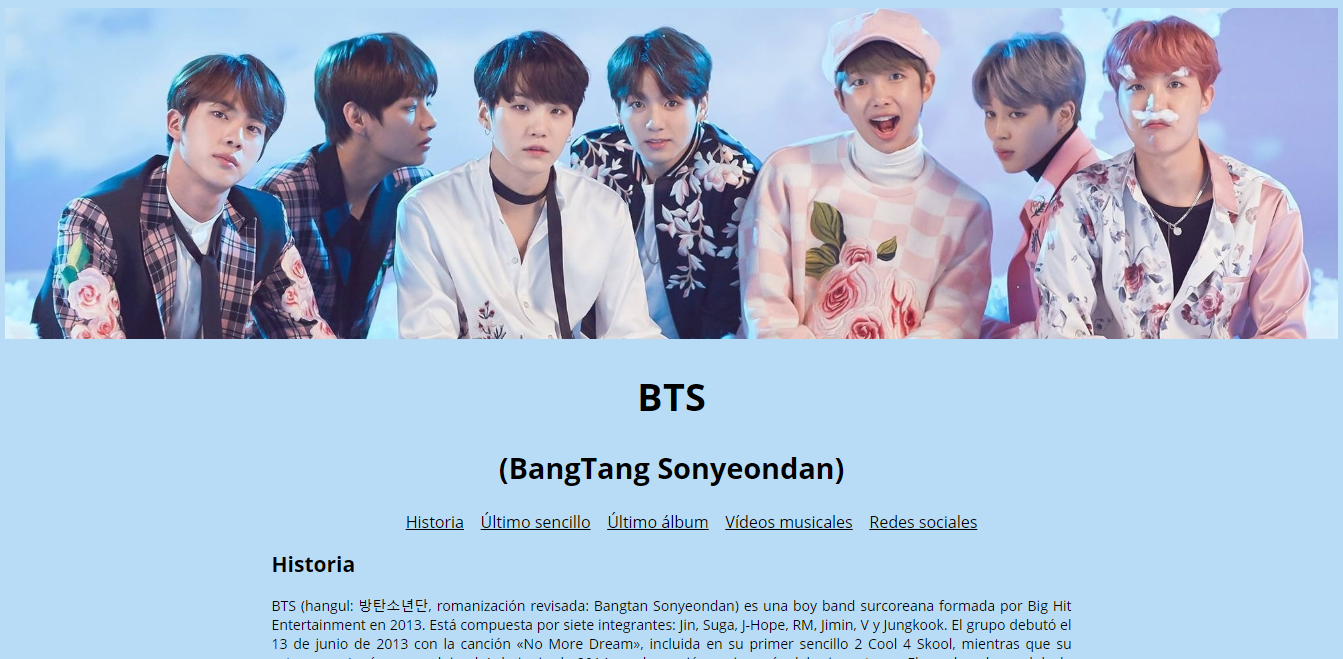 BTS
(BangTang Sonyeondan)
Historia Último sencillo Último álbum Vídeos musicales Redes sociales
Historia
BTS (hangul: 방탄소년단, romanización revisada: Bangtan Sonyeondan) es una boy band surcoreana formada por Big Hit
Entertainment en 2013. Está compuesta por siete integrantes: Jin, Suga, J-Hope, RM, Jimin, V y Jungkook. El grupo debutó el
13 de junio de 2013 con la canción «No More Dream», incluida en su primer sencillo 2 Cool 4 Skool, mientras que su